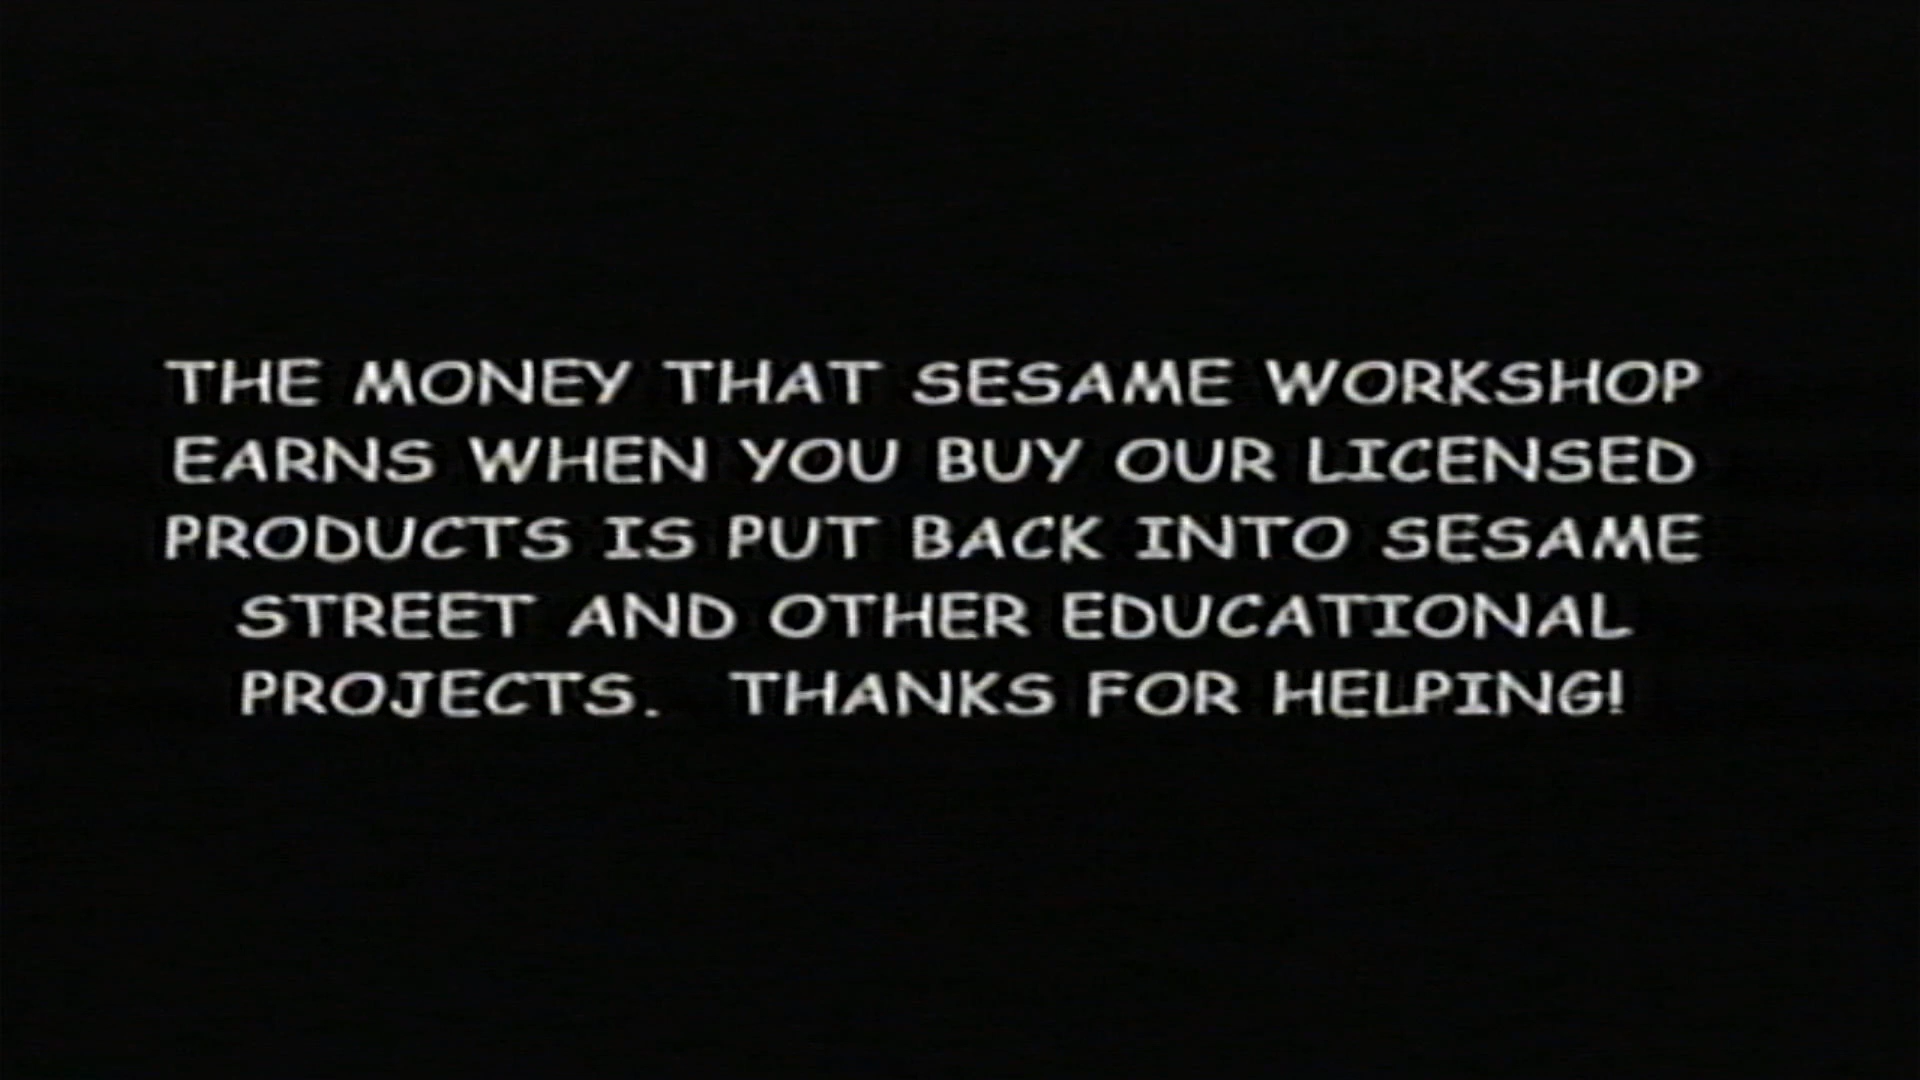 THE MONEY THAT SESAME WORKSHOP
EARNS WHEN YOU BUY OUR LICENSED
PRODUCTS IS PUT BACK INTO SESAME
STREET AND OTHER EDUCATIONAL
PROJECTS.  THANKS FOR HELPING!